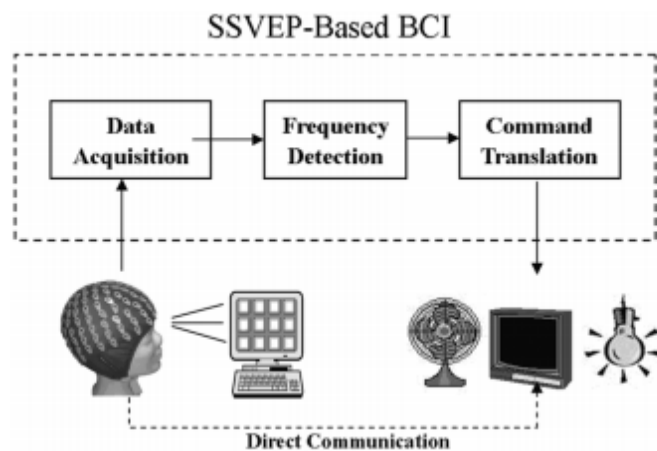 SSVEP-Based BCI
Data
Acquisition
Frequency
Detection
Command
Translation
Direct Communication